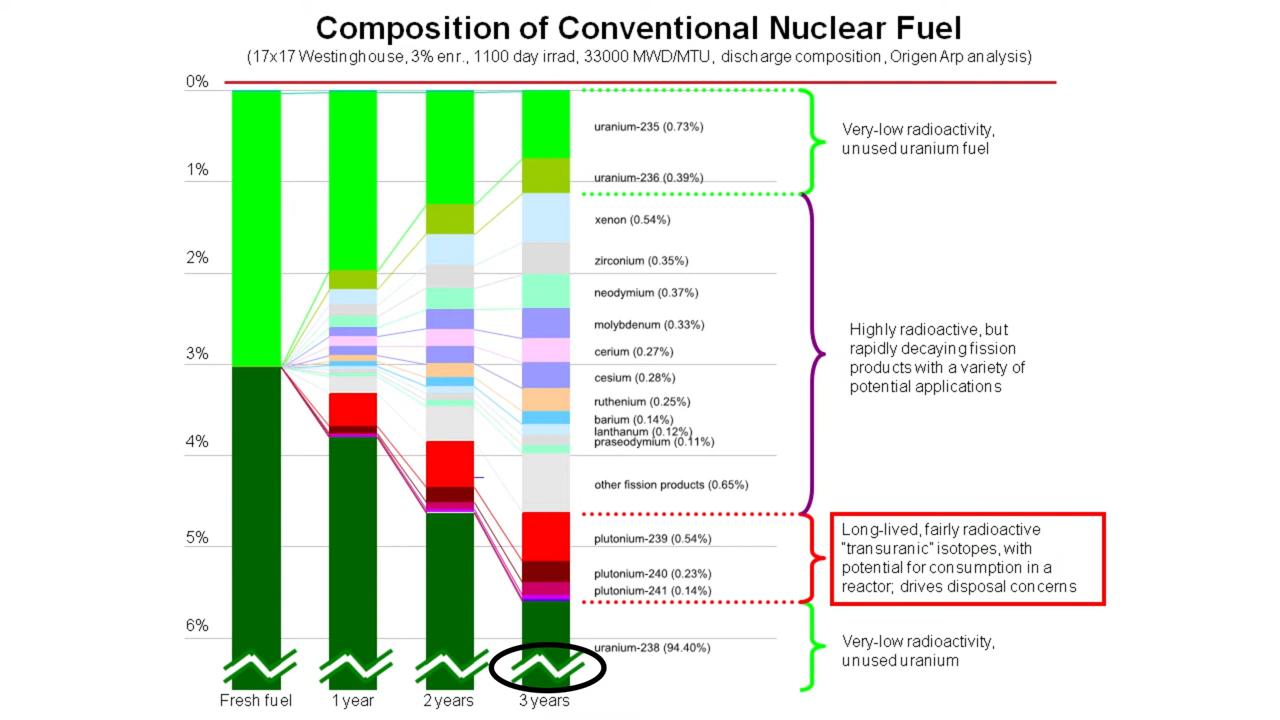 Composition of Conventional Nuclear Fuel
(17x17 Westinghouse, 3% enr., 1100 day irrad, 33000 MWD/MTU, discharge composition, Origen Arp analysis)
0%
1%
2%
3%
4%
5%
6%
uranium-235 (0.73%)
uranium-236 (0.39%)
xenon (0.54%)
zirconium (0.35%)
neodymium (0.37%)
molybdenum (0.33%)
cerium (0.27%)
cesium (0.28%)
ruthenium (0.25%)
barium (0.14%)
lanthanum (0.12%)
praseodymium (0.11%)
other fission products (0.65%)
plutonium-239 (0.54%)
plutonium-240 (0.23%)
plutonium-241 (0.14%)
uranium-238 (94.40%)
Very-low radioactivity,
unused uranium fuel
Highly radioactive, but
rapidly decaying fission
products with a variety of
potential applications
Long-lived, fairly radioactive
"transuranic" isotopes, with
potential for consumption in a
reactor; drives disposal concerns
Very-low radioactivity,
unused uranium
Fresh fuel
1 year
2 years
3 years